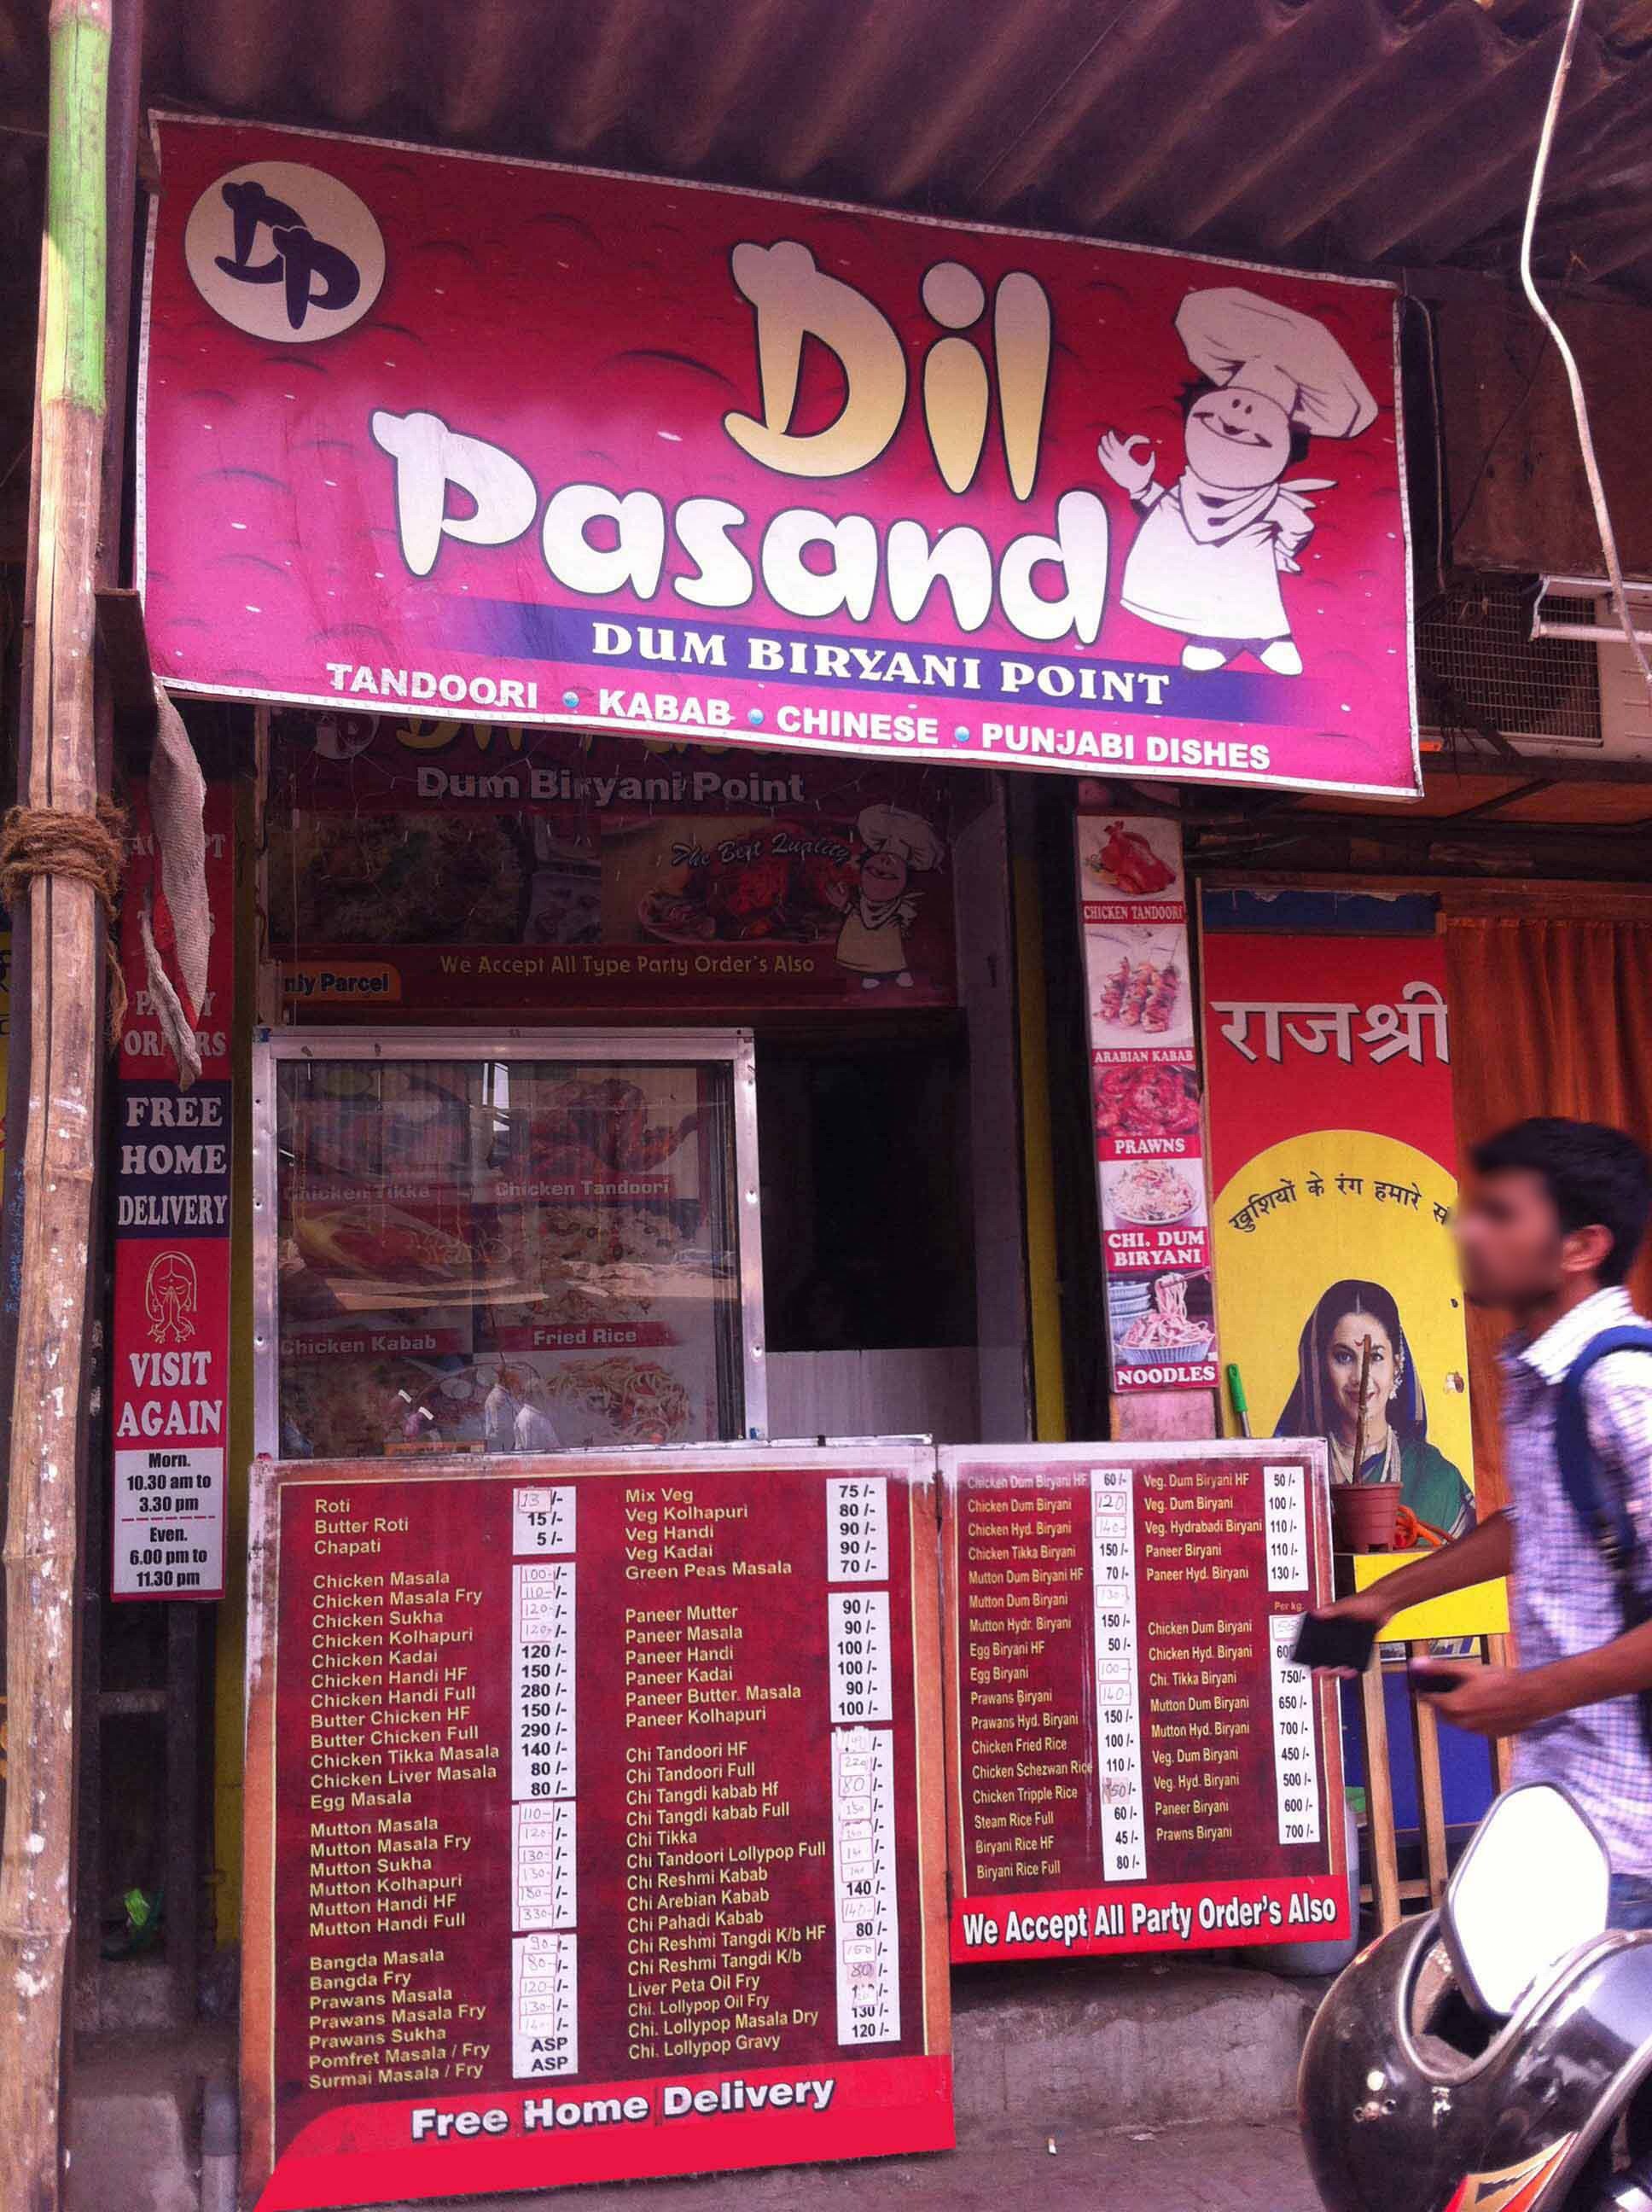 DP
Dil
Pasand
DUM BIRYANI POINT
TANDOORI • KABAB • CHINESE • PUNJABI DISHES
Dum Biryani Point
The Best Quality
We Accept All Type Party Order's Also
Parcel
FREE
HOME
DELIVERY
VISIT
AGAIN
Morn.
10.30 am to
3.30 pm
Even.
6.00 pm to
11.30 pm
Chicken Tikka
Chicken Tandoori
Chicken Kabab
Fried Rice
CHICKEN TANDOORI
ARABIAN KABAB
PRAWNS
CHI. DUM
BIRYANI
NOODLES
राजश्री
खुशियों के रंग हमारे
Roti 13 /-
Butter Roti 15 /-
Chapati 5 /-
Chicken Masala 100-/-
Chicken Masala Fry 110-/-
Chicken Sukha 120-/-
Chicken Kolhapuri 120-/-
Chicken Kadai 120 /-
Chicken Handi HF 150 /-
Chicken Handi Full 280 /-
Butter Chicken HF 150 /-
Butter Chicken Full 290 /-
Chicken Tikka Masala 140 /-
Chicken Liver Masala 80 /-
Egg Masala 80 /-
Mutton Masala 110-/-
Mutton Masala Fry 120-/-
Mutton Sukha 130-/-
Mutton Kolhapuri 130-/-
Mutton Handi HF 180-/-
Mutton Handi Full 330-/-
Bangda Masala 90-/-
Bangda Fry 80-/-
Prawans Masala 120-/-
Prawans Masala Fry 130-/-
Prawans Sukha 140-/-
Pomfret Masala / Fry ASP
Surmai Masala / Fry ASP
Mix Veg 75 /-
Veg Kolhapuri 80 /-
Veg Handi 90 /-
Veg Kadai 90 /-
Green Peas Masala 70 /-
Paneer Mutter 90 /-
Paneer Masala 90 /-
Paneer Handi 100 /-
Paneer Kadai 100 /-
Paneer Butter. Masala 90 /-
Paneer Kolhapuri 100 /-
Chi Tandoori HF /-
Chi Tandoori Full 220 /-
Chi Tangdi kabab Hf 80 /-
Chi Tangdi kabab Full 150 /-
Chi Tikka /-
Chi Tandoori Lollypop Full /-
Chi Reshmi Kabab /-
Chi Arebian Kabab 140 /-
Chi Pahadi Kabab 140-/-
Chi Reshmi Tangdi K/b HF 80 /-
Chi Reshmi Tangdi K/b 150 /-
Liver Peta Oil Fry 80 /-
Chi. Lollypop Oil Fry /-
Chi. Lollypop Masala Dry 130 /-
Chi. Lollypop Gravy 120 /-
Free Home Delivery
Chicken Dum Biryani HF 60 /-
Chicken Dum Biryani 120
Chicken Hyd. Biryani 140-
Chicken Tikka Biryani 150 /-
Mutton Dum Biryani HF 70 /-
Mutton Dum Biryani 130-
Mutton Hydr. Biryani 150 /-
Egg Biryani HF 50 /-
Egg Biryani 100-
Prawans Biryani 140-
Prawans Hyd. Biryani 150 /-
Chicken Fried Rice 100 /-
Chicken Schezwan Rice 110 /-
Chicken Tripple Rice 150/-
Steam Rice Full 60 /-
Biryani Rice HF 45 /-
Biryani Rice Full 80 /-
Veg. Dum Biryani HF 50 /-
Veg. Dum Biryani 100 /-
Veg. Hydrabadi Biryani 110 /-
Paneer Biryani 110 /-
Paneer Hyd. Biryani 130 /-
Per kg.
Chicken Dum Biryani
Chicken Hyd. Biryani
Chi. Tikka Biryani 750/-
Mutton Dum Biryani 650 /-
Mutton Hyd. Biryani 700 /-
Veg. Dum Biryani 450 /-
Veg. Hyd. Biryani 500 /-
Paneer Biryani 600 /-
Prawns Biryani 700 /-
We Accept All Party Order's Also